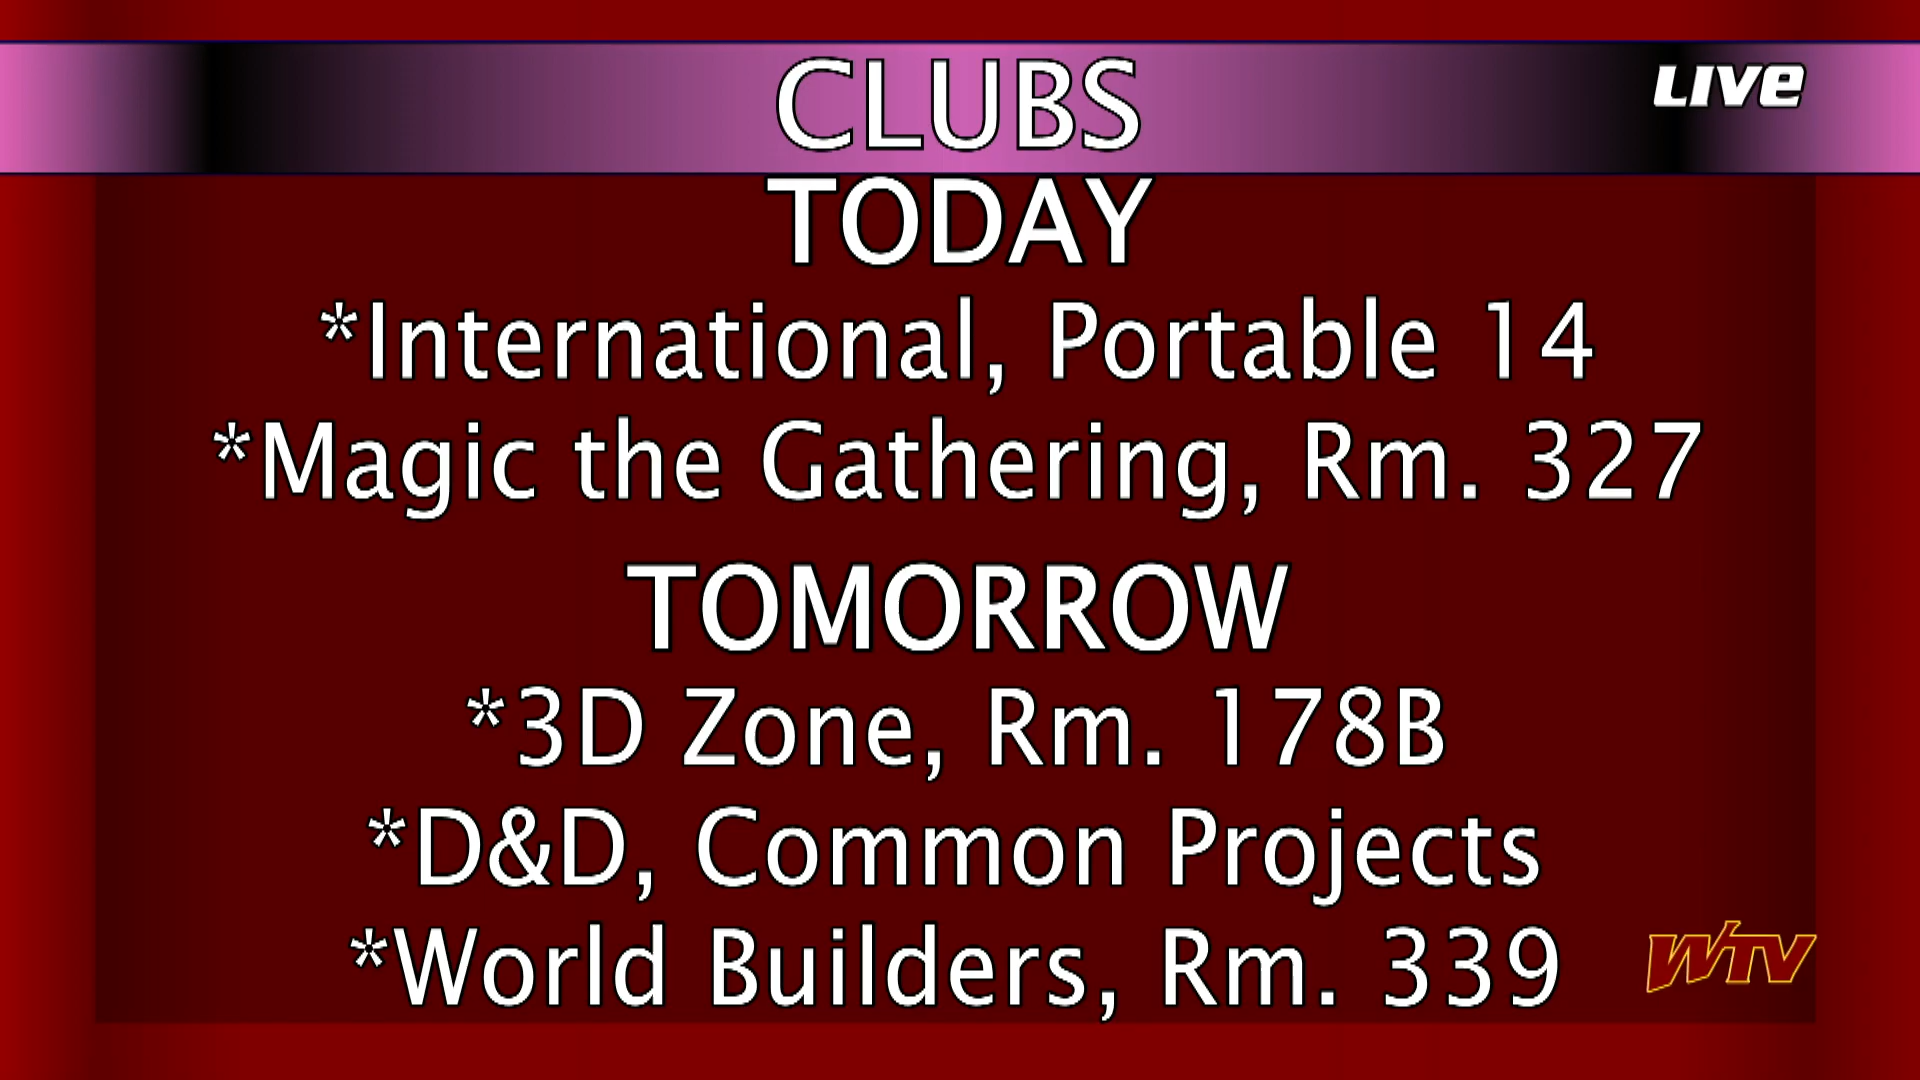 CLUBS
LIVE
TODAY
*International, Portable 14
*Magic the Gathering, Rm. 327
TOMORROW
*3D Zone, Rm. 178B
*D&D, Common Projects
*World Builders, Rm. 339
WTV